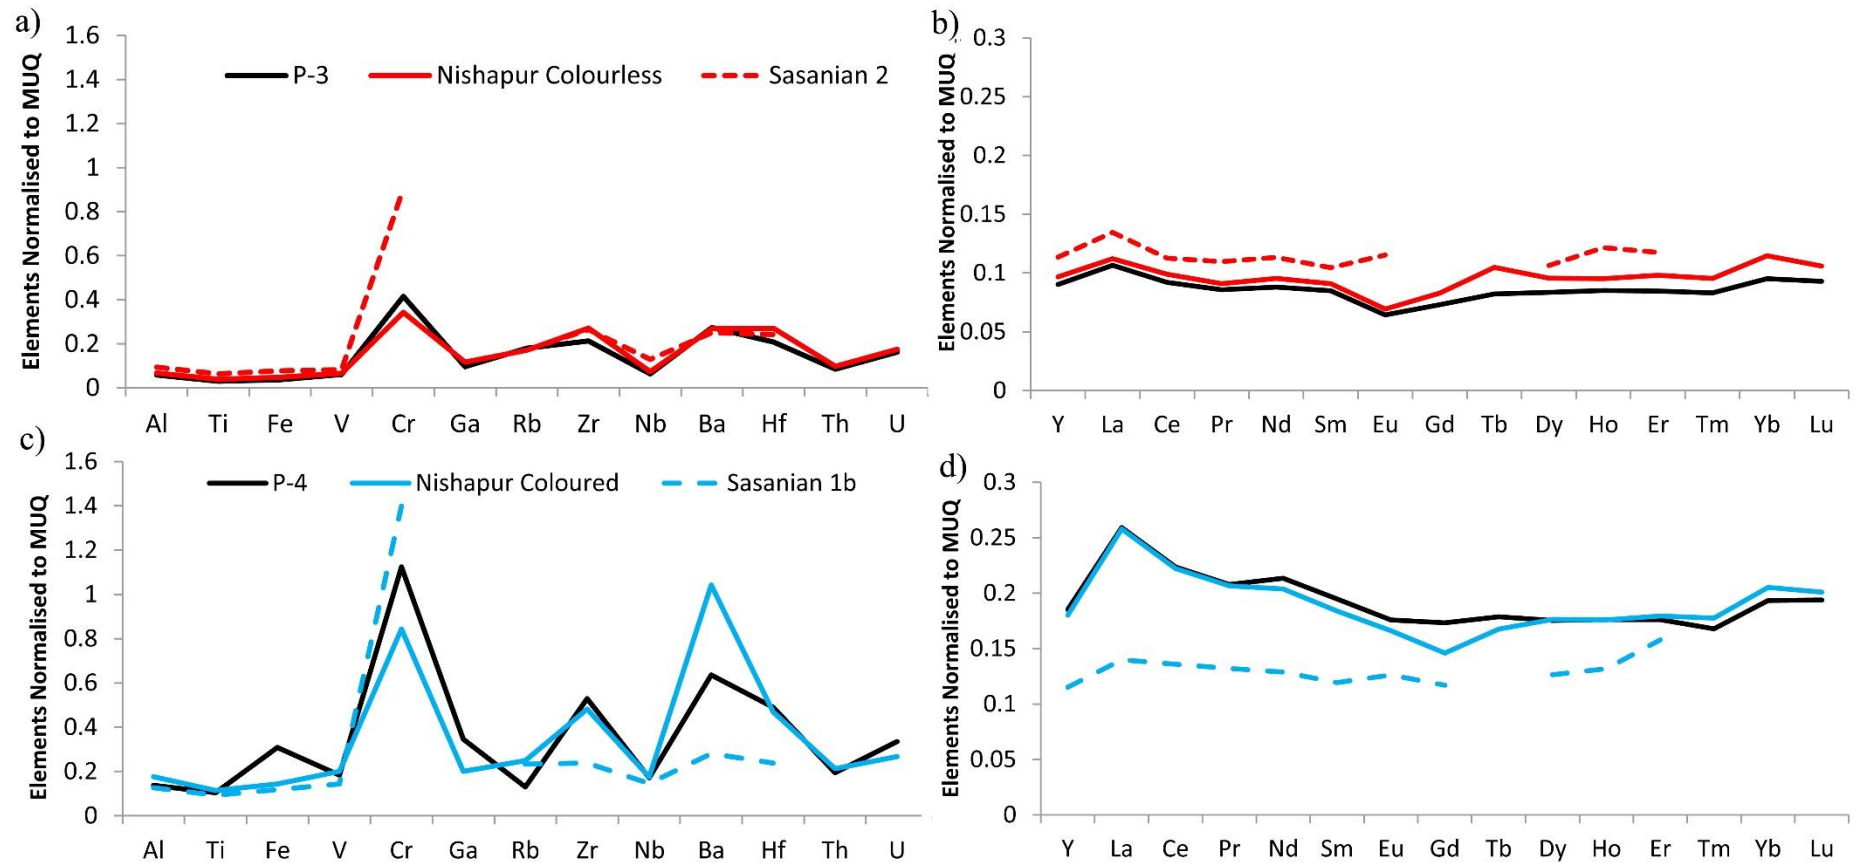 a)
Elements Normalised to MUQ
1.6
1.4
1.2
1
0.8
0.6
0.4
0.2
0
P-3 Nishapur Colourless Sasanian 2
Al Ti Fe V Cr Ga Rb Zr Nb Ba Hf Th U
b)
Elements Normalised to MUQ
0.3
0.25
0.2
0.15
0.1
0.05
0
Y La Ce Pr Nd Sm Eu Gd Tb Dy Ho Er Tm Yb Lu
c)
Elements Normalised to MUQ
1.6
1.4
1.2
1
0.8
0.6
0.4
0.2
0
P-4 Nishapur Coloured Sasanian 1b
Al Ti Fe V Cr Ga Rb Zr Nb Ba Hf Th U
d)
Elements Normalised to MUQ
0.3
0.25
0.2
0.15
0.1
0.05
0
Y La Ce Pr Nd Sm Eu Gd Tb Dy Ho Er Tm Yb Lu